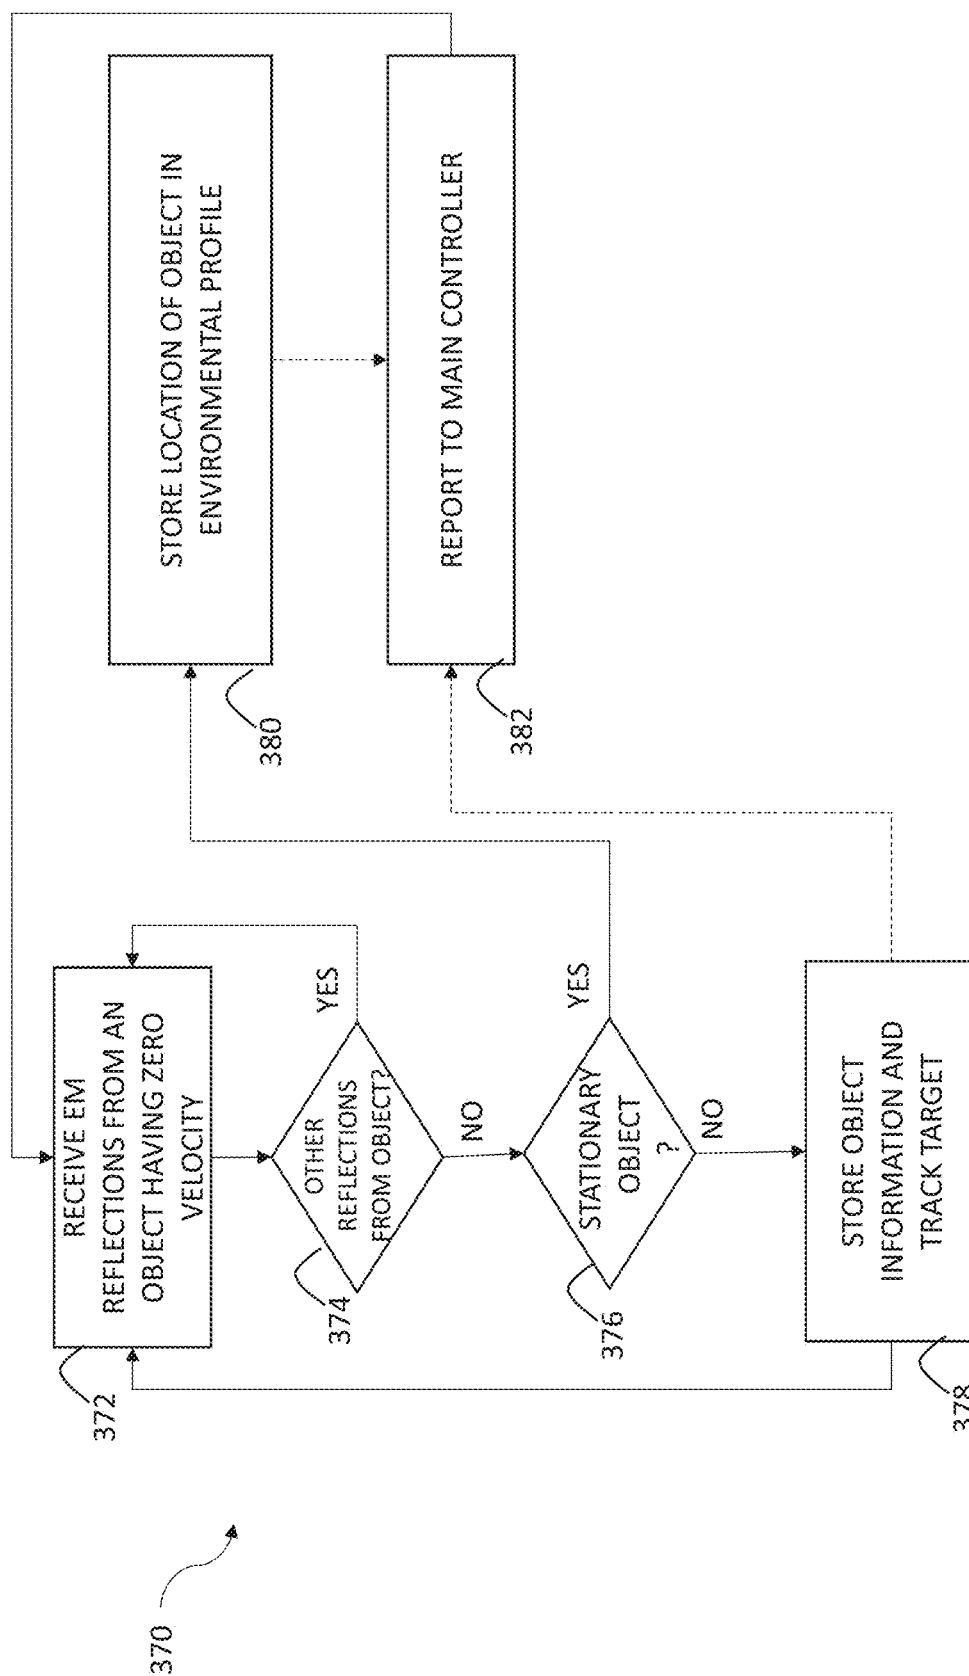 370
372
RECEIVE EM
REFLECTIONS FROM AN
OBJECT HAVING ZERO
VELOCITY
374
OTHER
REFLECTIONS
FROM OBJECT?
YES
NO
376
STATIONARY
OBJECT
?
YES
NO
378
STORE OBJECT
INFORMATION AND
TRACK TARGET
380
STORE LOCATION OF OBJECT IN
ENVIRONMENTAL PROFILE
382
REPORT TO MAIN CONTROLLER